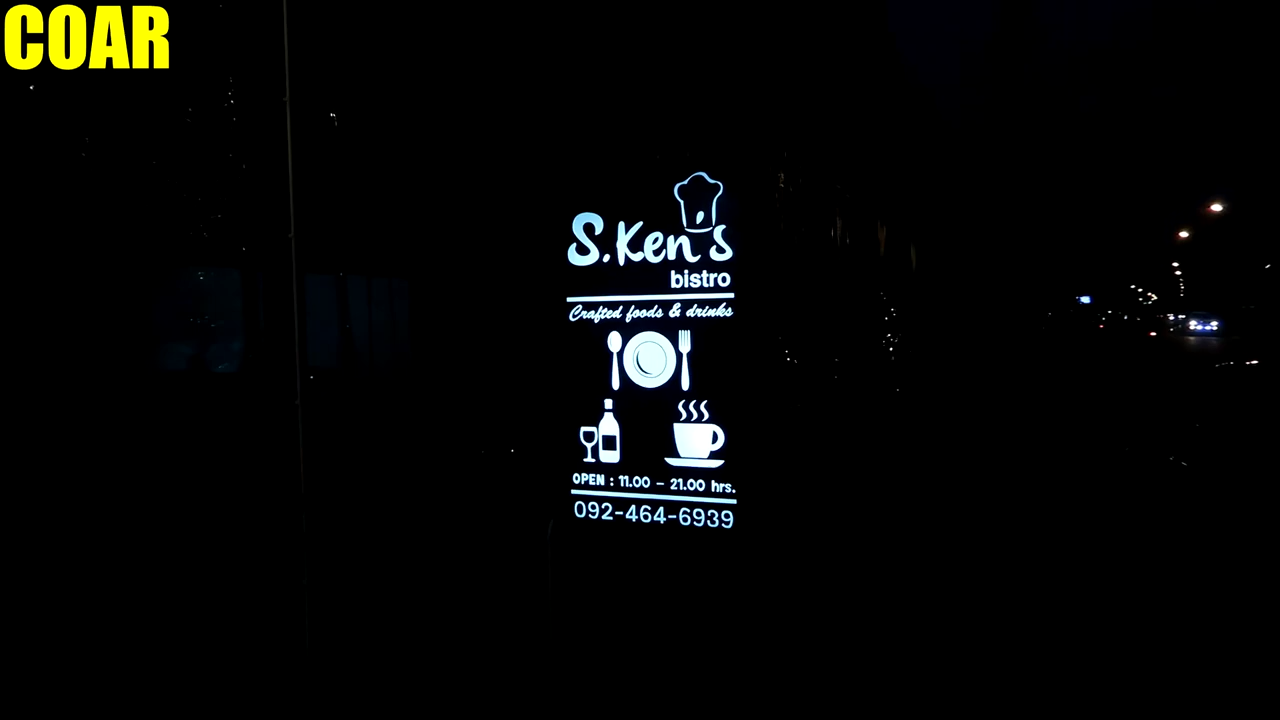 COAR
S.Ken's
bistro
Crafted foods & drinks
OPEN : 11.00 - 21.00 hrs.
092-464-6939